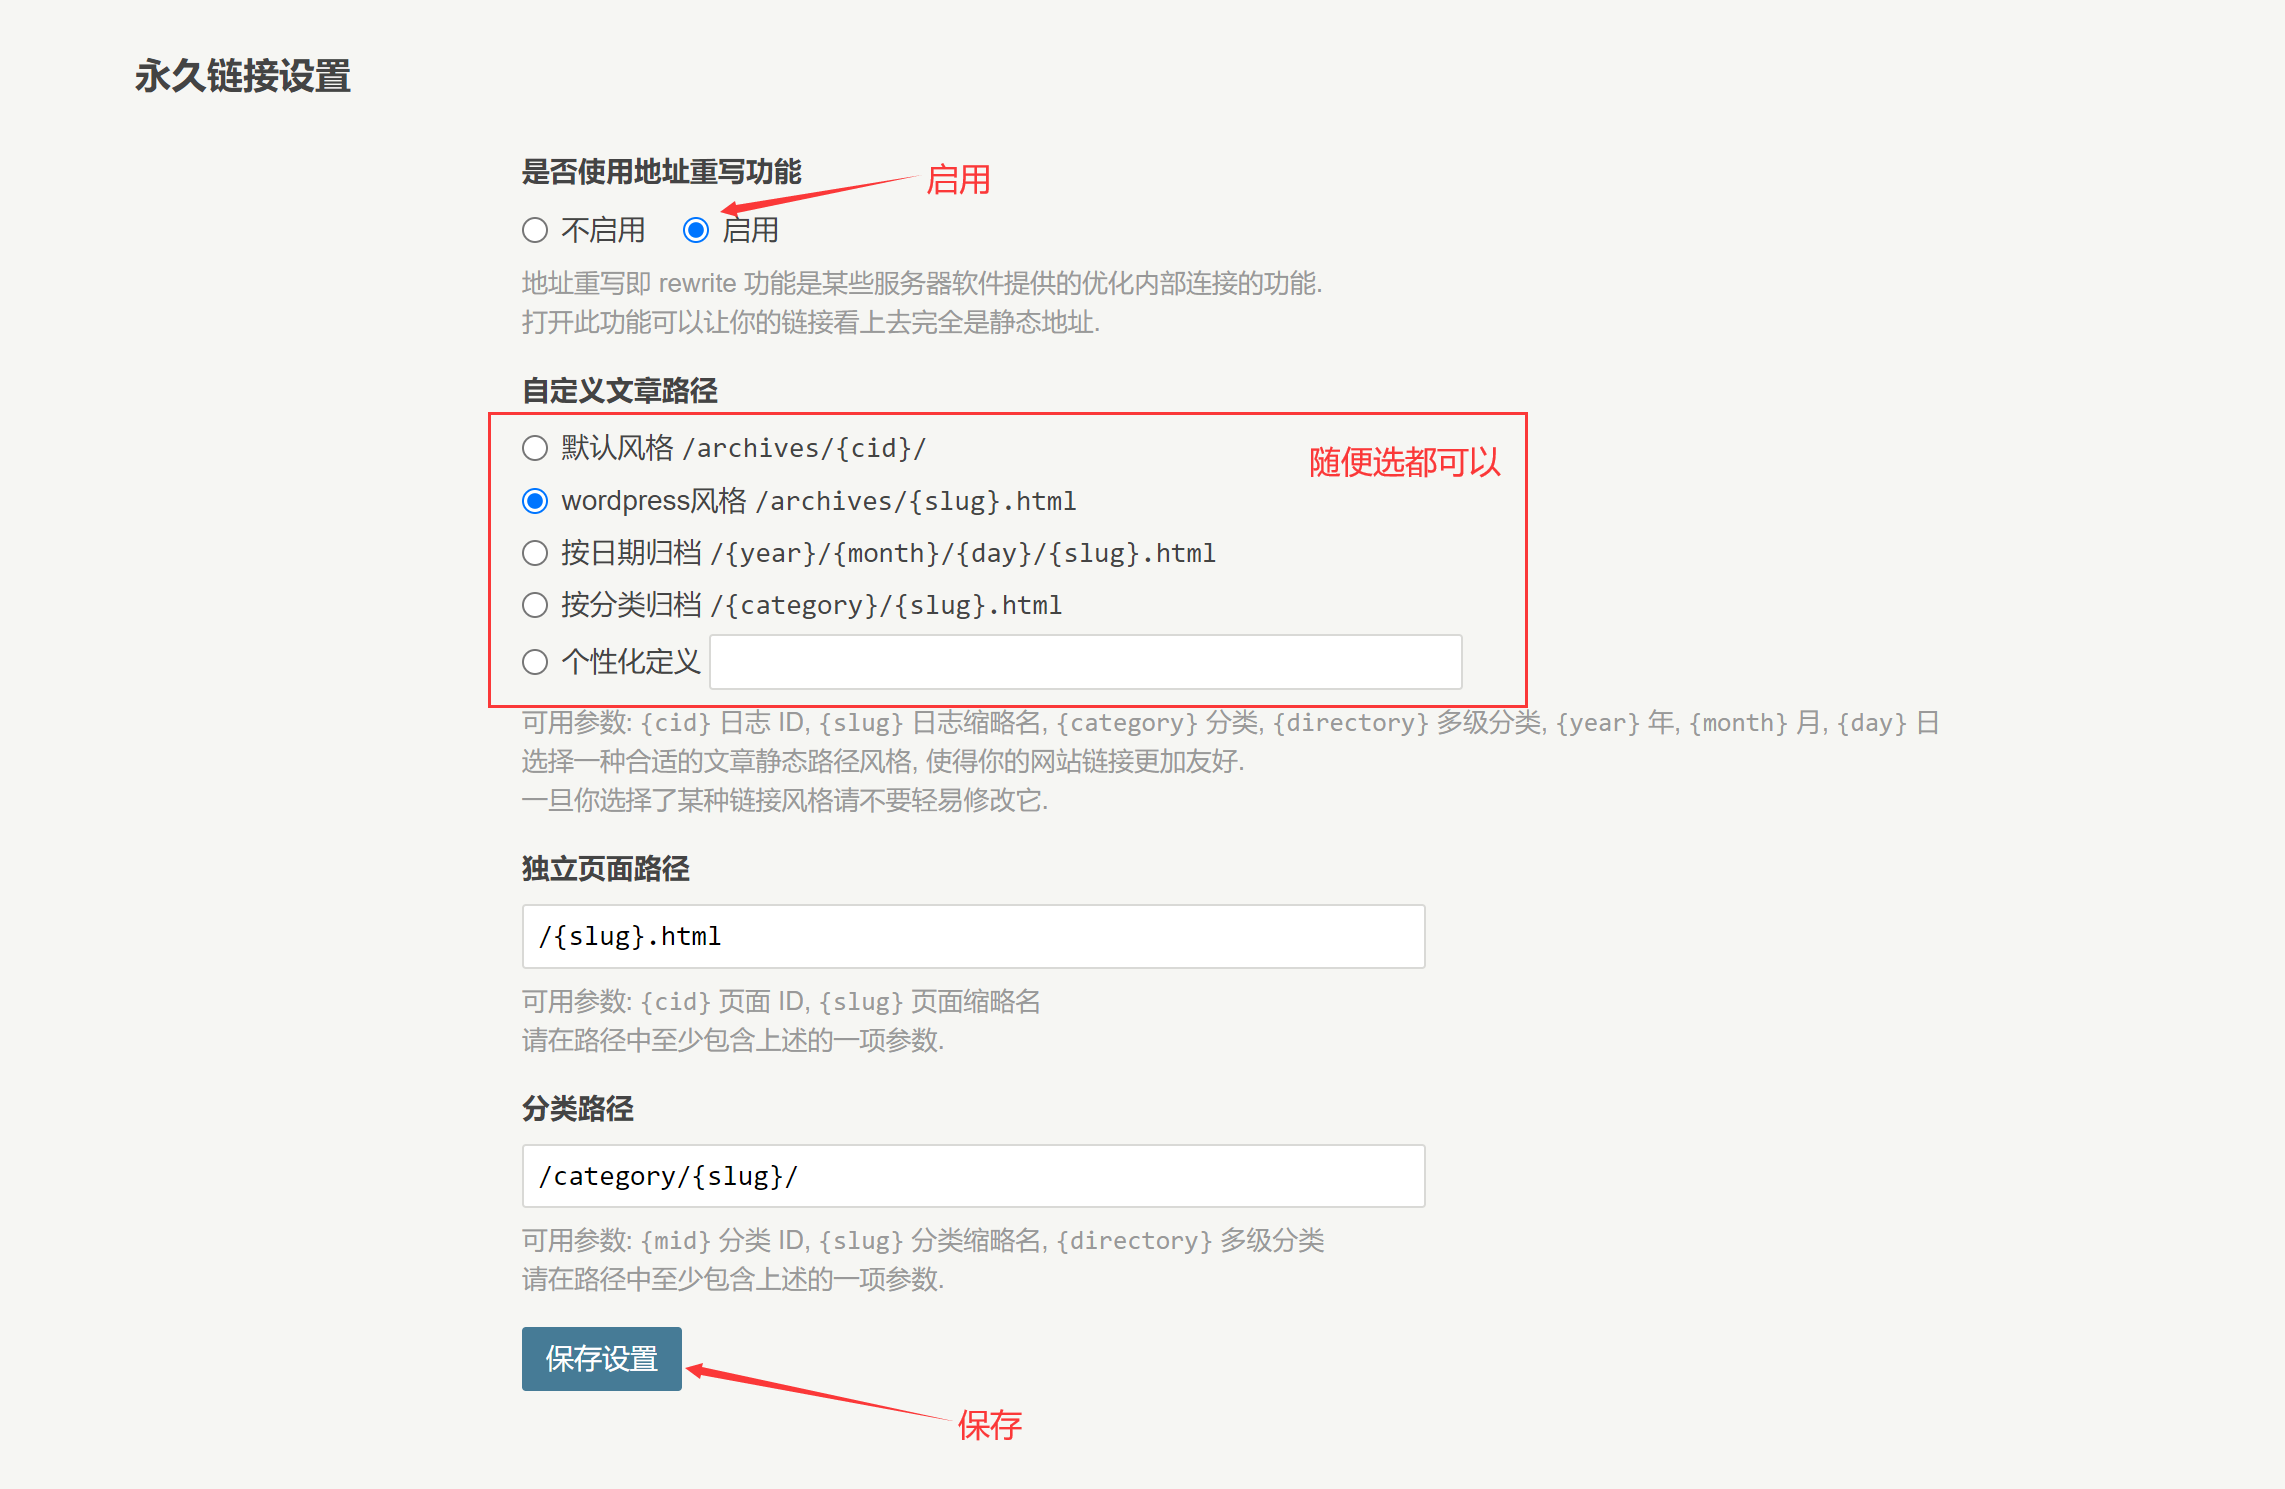 永久链接设置
是否使用地址重写功能
启用
不启用 启用
地址重写即 rewrite 功能是某些服务器软件提供的优化内部连接的功能.
打开此功能可以让你的链接看上去完全是静态地址.
自定义文章路径
默认风格 /archives/{cid}/
随便选都可以
wordpress风格 /archives/{slug}.html
按日期归档 /{year}/{month}/{day}/{slug}.html
按分类归档 /{category}/{slug}.html
个性化定义
可用参数: {cid} 日志 ID, {slug} 日志缩略名, {category} 分类, {directory} 多级分类, {year} 年, {month} 月, {day} 日
选择一种合适的文章静态路径风格, 使得你的网站链接更加友好.
一旦你选择了某种链接风格请不要轻易修改它.
独立页面路径
/{slug}.html
可用参数: {cid} 页面 ID, {slug} 页面缩略名
请在路径中至少包含上述的一项参数.
分类路径
/category/{slug}/
可用参数: {mid} 分类 ID, {slug} 分类缩略名, {directory} 多级分类
请在路径中至少包含上述的一项参数.
保存设置
保存